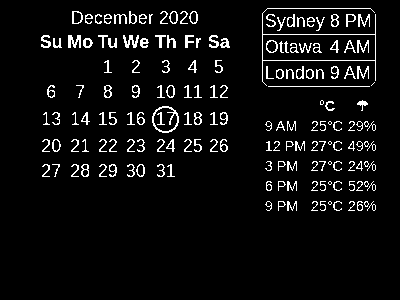 December 2020
Su Mo Tu We Th Fr Sa
1 2 3 4 5
6 7 8 9 10 11 12
13 14 15 16 17 18 19
20 21 22 23 24 25 26
27 28 29 30 31
Sydney 8 PM
Ottawa 4 AM
London 9 AM
°C ☂
9 AM 25°C 29%
12 PM 27°C 49%
3 PM 27°C 24%
6 PM 25°C 52%
9 PM 25°C 26%